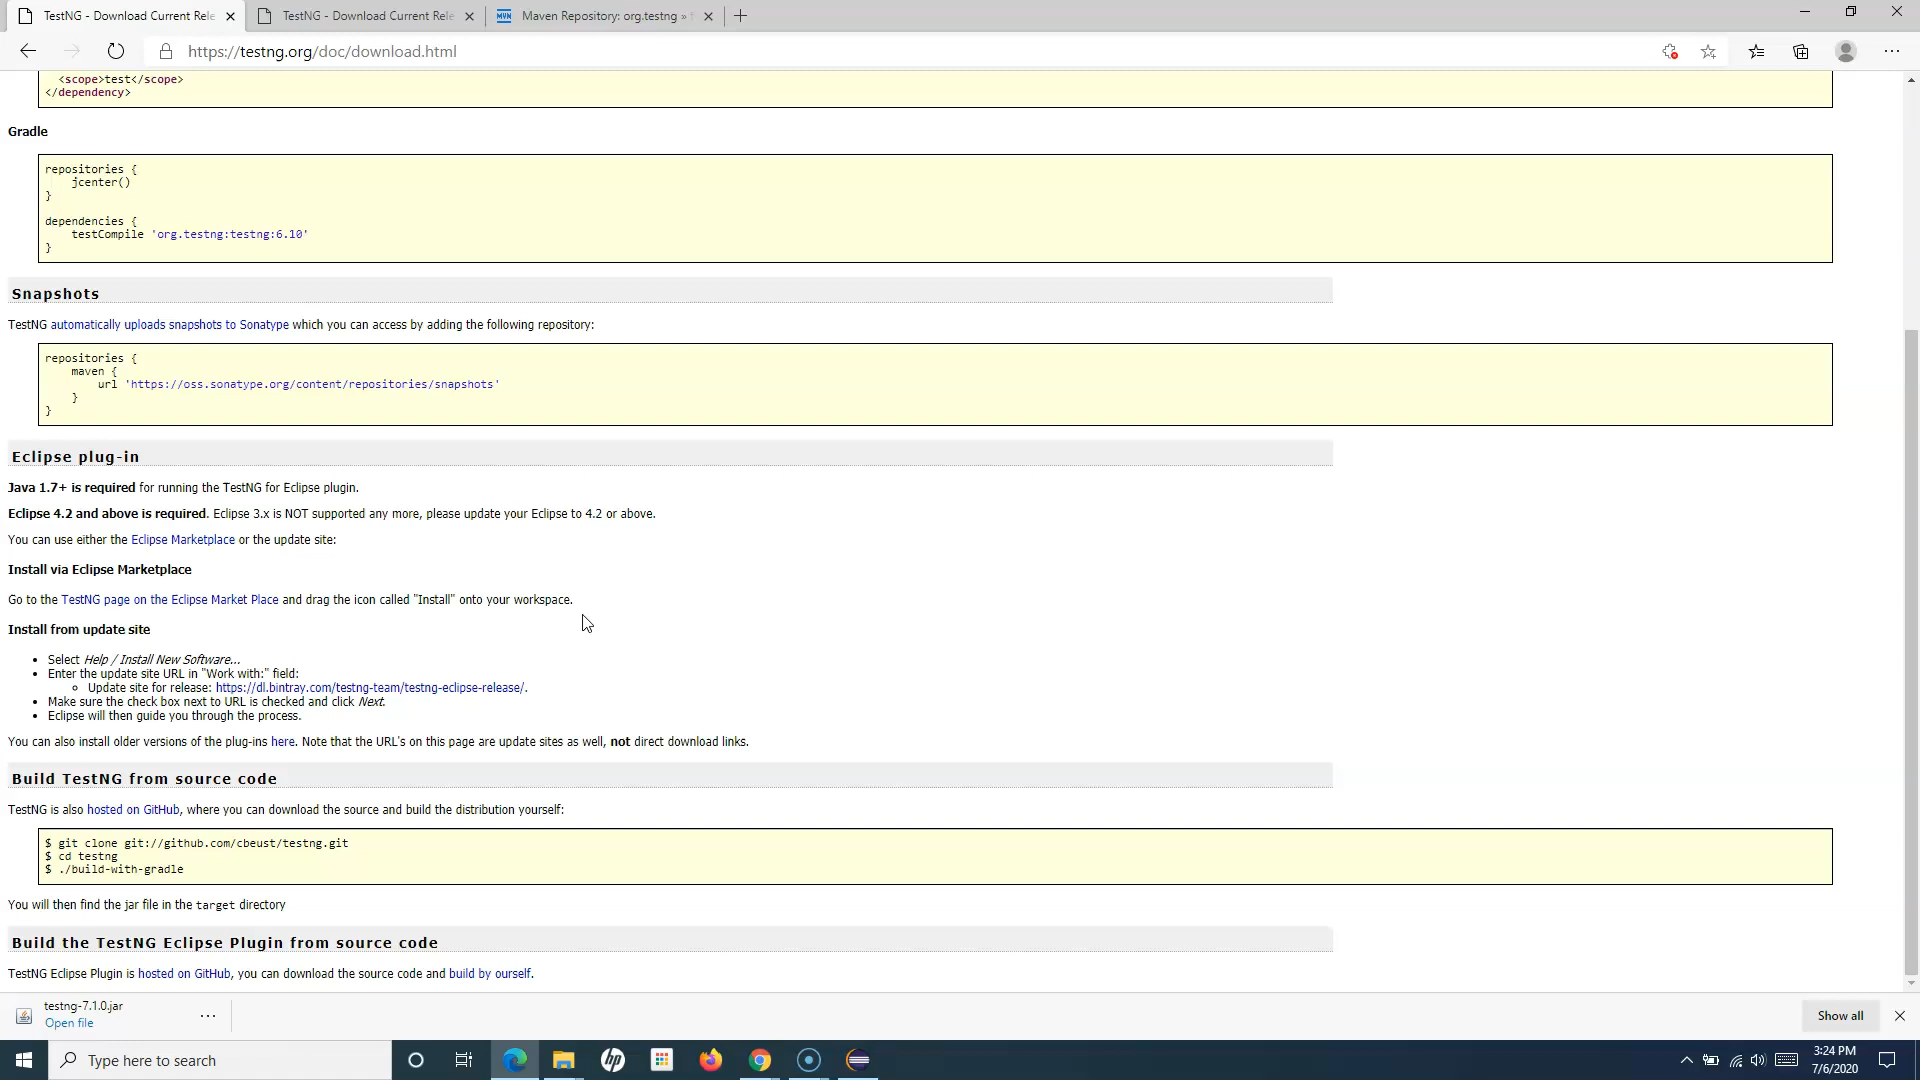 TestNG - Download Current Rele
TestNG - Download Current Rele
MVN Maven Repository: org.testng »
https://testng.org/doc/download.html
<scope>test</scope>
</dependency>
Gradle
repositories {
jcenter()
}
dependencies {
testCompile 'org.testng:testng:6.10'
}
Snapshots
TestNG automatically uploads snapshots to Sonatype which you can access by adding the following repository:
repositories {
maven {
url 'https://oss.sonatype.org/content/repositories/snapshots'
}
}
Eclipse plug-in
Java 1.7+ is required for running the TestNG for Eclipse plugin.
Eclipse 4.2 and above is required. Eclipse 3.x is NOT supported any more, please update your Eclipse to 4.2 or above.
You can use either the Eclipse Marketplace or the update site:
Install via Eclipse Marketplace
Go to the TestNG page on the Eclipse Market Place and drag the icon called "Install" onto your workspace.
Install from update site
• Select Help / Install New Software...
• Enter the update site URL in "Work with:" field:
Update site for release: https://dl.bintray.com/testng-team/testng-eclipse-release/.
• Make sure the check box next to URL is checked and click Next.
• Eclipse will then guide you through the process.
You can also install older versions of the plug-ins here. Note that the URL's on this page are update sites as well, not direct download links.
Build TestNG from source code
TestNG is also hosted on GitHub, where you can download the source and build the distribution yourself:
$ git clone git://github.com/cbeust/testng.git
$ cd testng
$ ./build-with-gradle
You will then find the jar file in the target directory
Build the TestNG Eclipse Plugin from source code
TestNG Eclipse Plugin is hosted on GitHub, you can download the source code and build by ourself.
testng-7.1.0.jar
Open file
Show all
Type here to search
hp
3:24 PM
7/6/2020